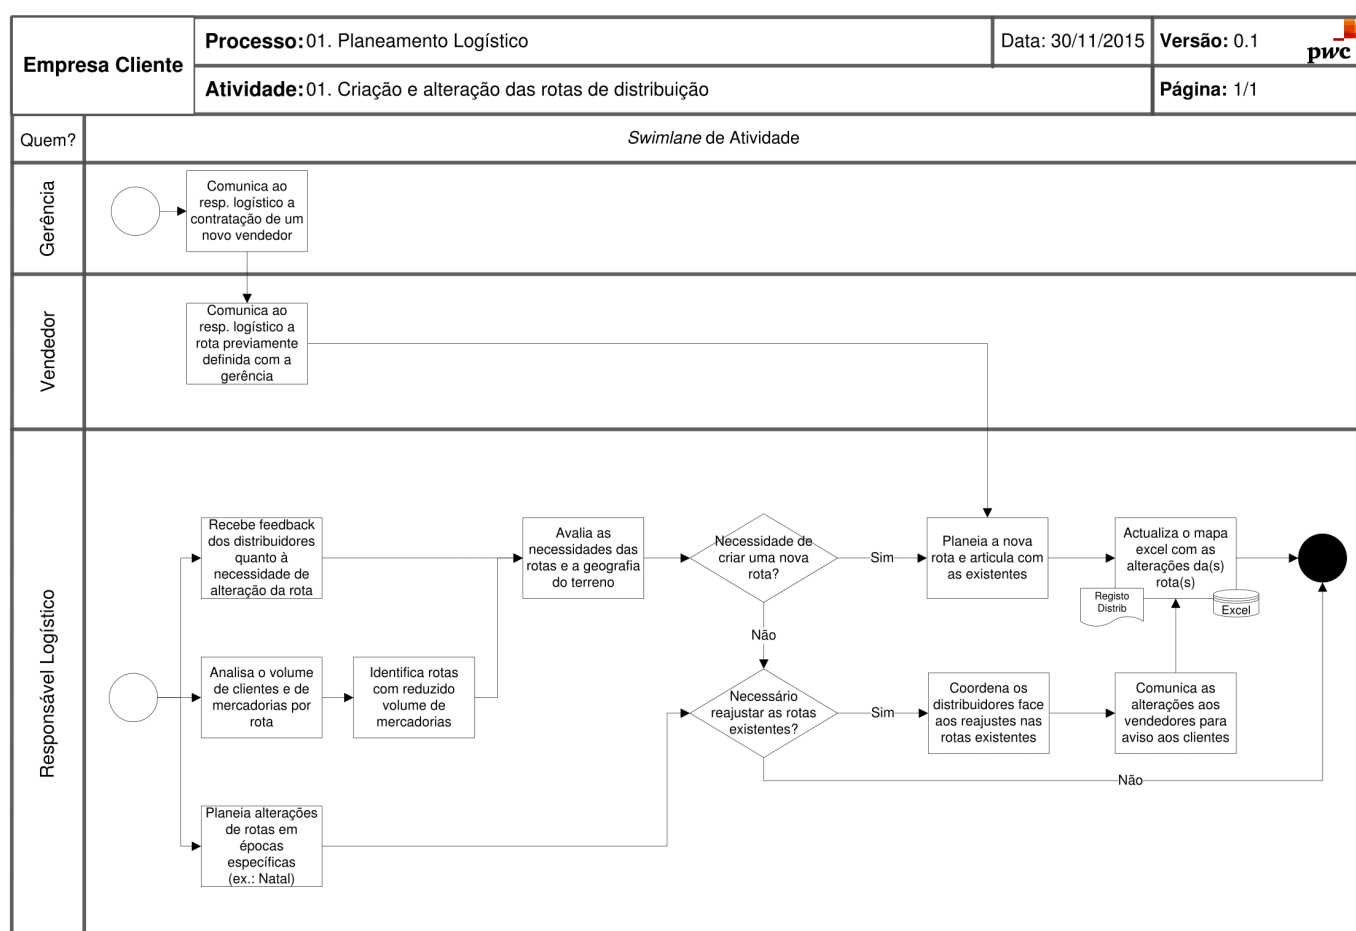 Empresa Cliente
Processo: 01. Planeamento Logístico
Data: 30/11/2015
Versão: 0.1
pwc
Atividade: 01. Criação e alteração das rotas de distribuição
Página: 1/1
Quem?
Swimlane de Atividade
Gerência
Comunica ao
resp. logístico a
contratação de um
novo vendedor
Vendedor
Comunica ao
resp. logístico a
rota previamente
definida com a
gerência
Responsável Logístico
Recebe feedback
dos distribuidores
quanto à
necessidade de
alteração da rota
Avalia as
necessidades das
rotas e a geografia
do terreno
Necessidade de
criar uma nova
rota?
Sim
Planeia a nova
rota e articula com
as existentes
Actualiza o mapa
excel com as
alterações da(s)
rota(s)
Registo
Distrib
Excel
Não
Analisa o volume
de clientes e de
mercadorias por
rota
Identifica rotas
com reduzido
volume de
mercadorias
Necessário
reajustar as rotas
existentes?
Sim
Coordena os
distribuidores face
aos reajustes nas
rotas existentes
Comunica as
alterações aos
vendedores para
aviso aos clientes
Não
Planeia alterações
de rotas em
épocas
específicas
(ex.: Natal)